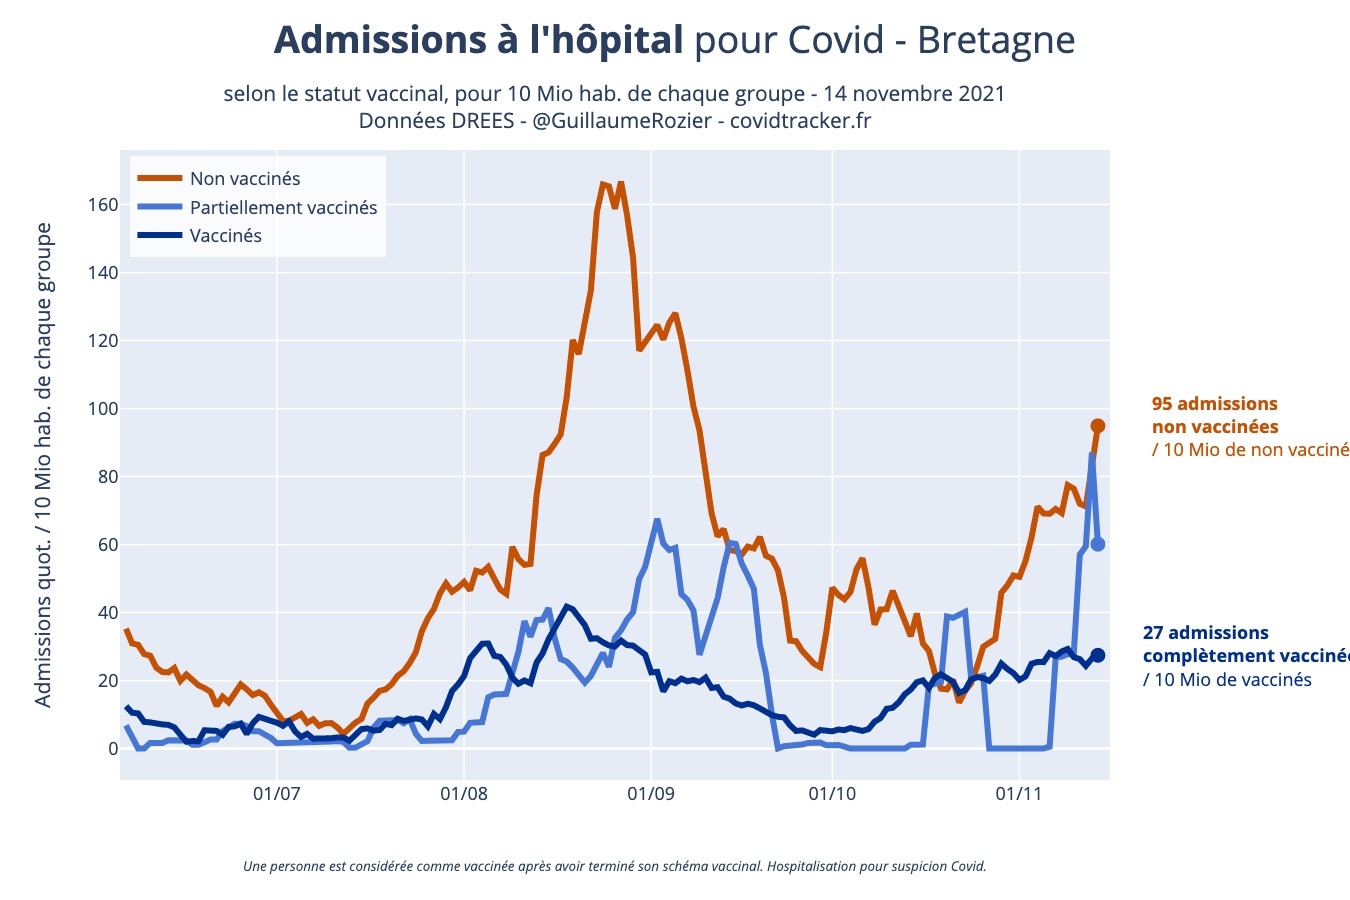 Admissions à l'hôpital pour Covid - Bretagne
selon le statut vaccinal, pour 10 Mio hab. de chaque groupe - 14 novembre 2021
Données DREES - @GuillaumeRozier - covidtracker.fr
Non vaccinés
Partiellement vaccinés
Vaccinés
Admissions quot. / 10 Mio hab. de chaque groupe
160
140
120
100
80
60
40
20
0
01/07
01/08
01/09
01/10
01/11
95 admissions
non vaccinées
/ 10 Mio de non vacciné
27 admissions
complètement vacciné
/ 10 Mio de vaccinés
Une personne est considérée comme vaccinée après avoir terminé son schéma vaccinal. Hospitalisation pour suspicion Covid.